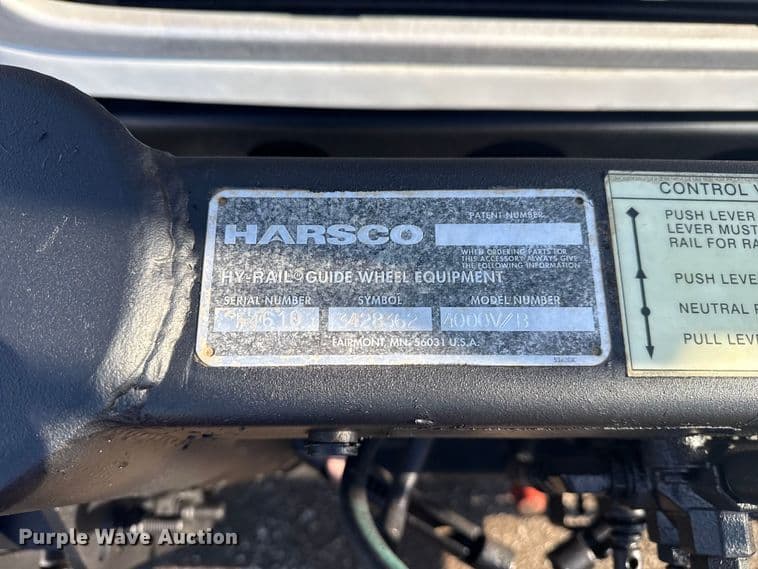 PATENT NUMBER
HARSCO
WHEN ORDERING PARTS FOR
THIS ACCESSORY ALWAYS GIVE
THE FOLLOWING INFORMATION
HY-RAIL® GUIDE WHEEL EQUIPMENT
SERIAL NUMBER SYMBOL MODEL NUMBER
3428362 4000V/B
FAIRMONT, MN. 56031 U.S.A.
CONTROL V
PUSH LEVER
LEVER MUST
RAIL FOR RA
PUSH LEVE
NEUTRAL P
PULL LEVE
Purple Wave Auction